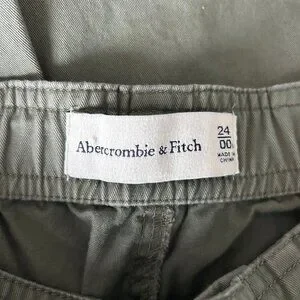 Abercrombie & Fitch
24
00
MADE IN
CHINA